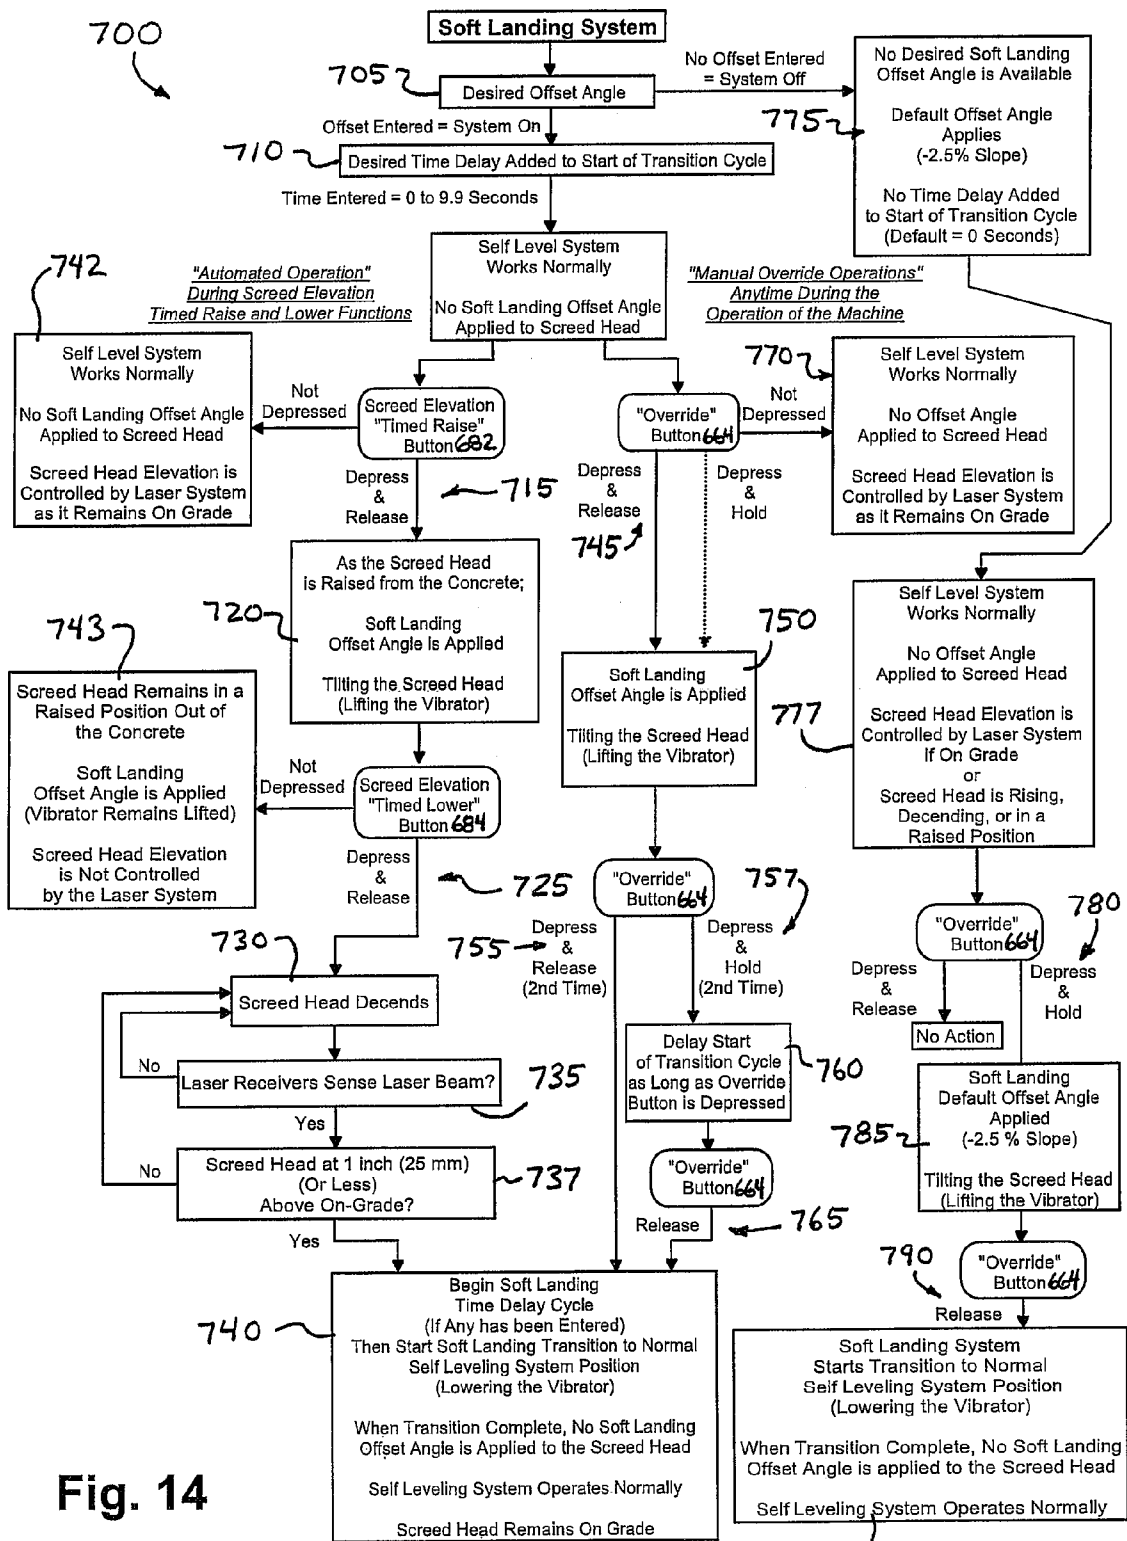 700
Soft Landing System
705
Desired Offset Angle
No Offset Entered
= System Off
No Desired Soft Landing
Offset Angle is Available
Default Offset Angle
Applies
(-2.5% Slope)
No Time Delay Added
to Start of Transition Cycle
(Default = 0 Seconds)
775
Offset Entered = System On
710
Desired Time Delay Added to Start of Transition Cycle
Time Entered = 0 to 9.9 Seconds
Self Level System
Works Normally
No Soft Landing Offset Angle
Applied to Screed Head
"Automated Operation"
During Screed Elevation
Timed Raise and Lower Functions
"Manual Override Operations"
Anytime During the
Operation of the Machine
742
Self Level System
Works Normally
No Soft Landing Offset Angle
Applied to Screed Head
Screed Head Elevation is
Controlled by Laser System
as it Remains On Grade
Not
Depressed
Screed Elevation
"Timed Raise"
Button 682
Depress
&
Release
715
"Override"
Button 664
Not
Depressed
770
Self Level System
Works Normally
No Offset Angle
Applied to Screed Head
Screed Head Elevation is
Controlled by Laser System
as it Remains On Grade
Depress
&
Release
745
Depress
&
Hold
720
As the Screed Head
is Raised from the Concrete;
Soft Landing
Offset Angle is Applied
Tilting the Screed Head
(Lifting the Vibrator)
743
Screed Head Remains in a
Raised Position Out of
the Concrete
Soft Landing
Offset Angle is Applied
(Vibrator Remains Lifted)
Screed Head Elevation
is Not Controlled
by the Laser System
Not
Depressed
Screed Elevation
"Timed Lower"
Button 684
Depress
&
Release
725
750
Soft Landing
Offset Angle is Applied
Tilting the Screed Head
(Lifting the Vibrator)
777
Self Level System
Works Normally
No Offset Angle
Applied to Screed Head
Screed Head Elevation is
Controlled by Laser System
If On Grade
or
Screed Head is Rising,
Decending, or in a
Raised Position
"Override"
Button 664
755
Depress
&
Release
(2nd Time)
757
Depress
&
Hold
(2nd Time)
"Override"
Button 664
780
Depress
&
Release
Depress
&
Hold
No Action
730
Screed Head Decends
No
Laser Receivers Sense Laser Beam?
735
Yes
No
Screed Head at 1 inch (25 mm)
(Or Less)
Above On-Grade?
737
Yes
Delay Start
of Transition Cycle
as Long as Override
Button is Depressed
760
"Override"
Button 664
Release
765
785
Soft Landing
Default Offset Angle
Applied
(-2.5 % Slope)
Tilting the Screed Head
(Lifting the Vibrator)
"Override"
Button 664
790
Release
740
Begin Soft Landing
Time Delay Cycle
(If Any has been Entered)
Then Start Soft Landing Transition to Normal
Self Leveling System Position
(Lowering the Vibrator)
When Transition Complete, No Soft Landing
Offset Angle is Applied to the Screed Head
Self Leveling System Operates Normally
Screed Head Remains On Grade
Soft Landing System
Starts Transition to Normal
Self Leveling System Position
(Lowering the Vibrator)
When Transition Complete, No Soft Landing
Offset Angle is applied to the Screed Head
Self Leveling System Operates Normally
Fig. 14